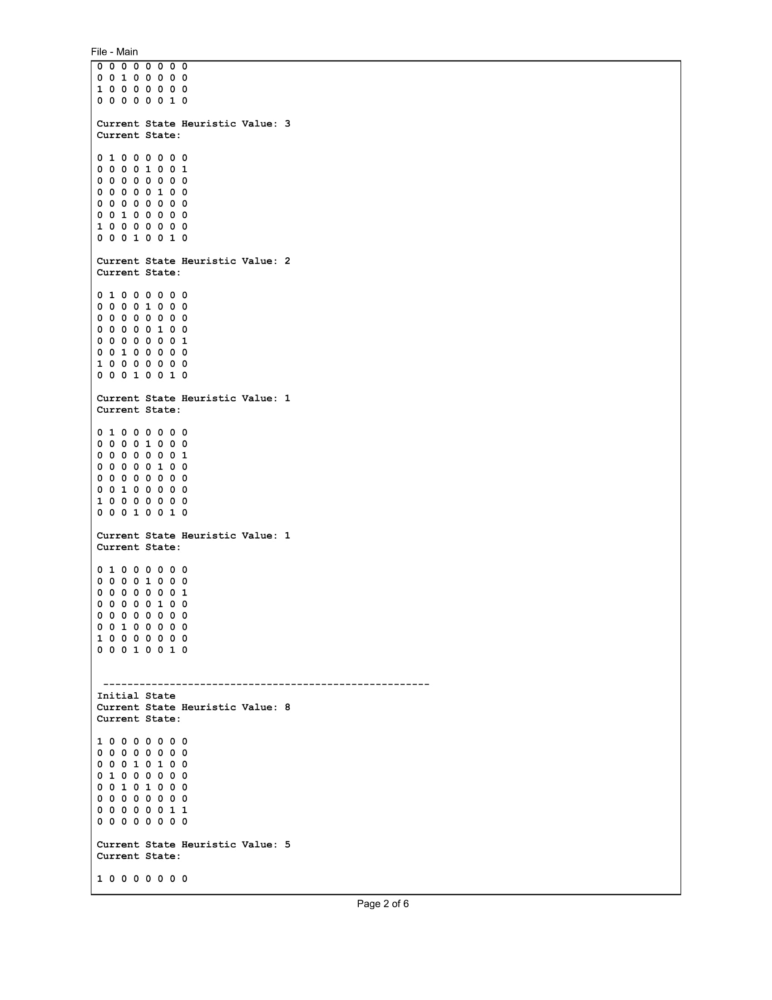 File - Main
0 0 0 0 0 0 0 0
0 0 1 0 0 0 0 0
1 0 0 0 0 0 0 0
0 0 0 0 0 0 1 0
Current State Heuristic Value: 3
Current State:
0 1 0 0 0 0 0 0
0 0 0 0 1 0 0 1
0 0 0 0 0 0 0 0
0 0 0 0 0 1 0 0
0 0 0 0 0 0 0 0
0 0 1 0 0 0 0 0
1 0 0 0 0 0 0 0
0 0 0 1 0 0 1 0
Current State Heuristic Value: 2
Current State:
0 1 0 0 0 0 0 0
0 0 0 0 1 0 0 0
0 0 0 0 0 0 0 0
0 0 0 0 0 1 0 0
0 0 0 0 0 0 0 1
0 0 1 0 0 0 0 0
1 0 0 0 0 0 0 0
0 0 0 1 0 0 1 0
Current State Heuristic Value: 1
Current State:
0 1 0 0 0 0 0 0
0 0 0 0 1 0 0 0
0 0 0 0 0 0 0 1
0 0 0 0 0 1 0 0
0 0 0 0 0 0 0 0
0 0 1 0 0 0 0 0
1 0 0 0 0 0 0 0
0 0 0 1 0 0 1 0
Current State Heuristic Value: 1
Current State:
0 1 0 0 0 0 0 0
0 0 0 0 1 0 0 0
0 0 0 0 0 0 0 1
0 0 0 0 0 1 0 0
0 0 0 0 0 0 0 0
0 0 1 0 0 0 0 0
1 0 0 0 0 0 0 0
0 0 0 1 0 0 1 0
------------------------------------------------------
Initial State
Current State Heuristic Value: 8
Current State:
1 0 0 0 0 0 0 0
0 0 0 0 0 0 0 0
0 0 0 1 0 1 0 0
0 1 0 0 0 0 0 0
0 0 1 0 1 0 0 0
0 0 0 0 0 0 0 0
0 0 0 0 0 0 1 1
0 0 0 0 0 0 0 0
Current State Heuristic Value: 5
Current State:
1 0 0 0 0 0 0 0
Page 2 of 6